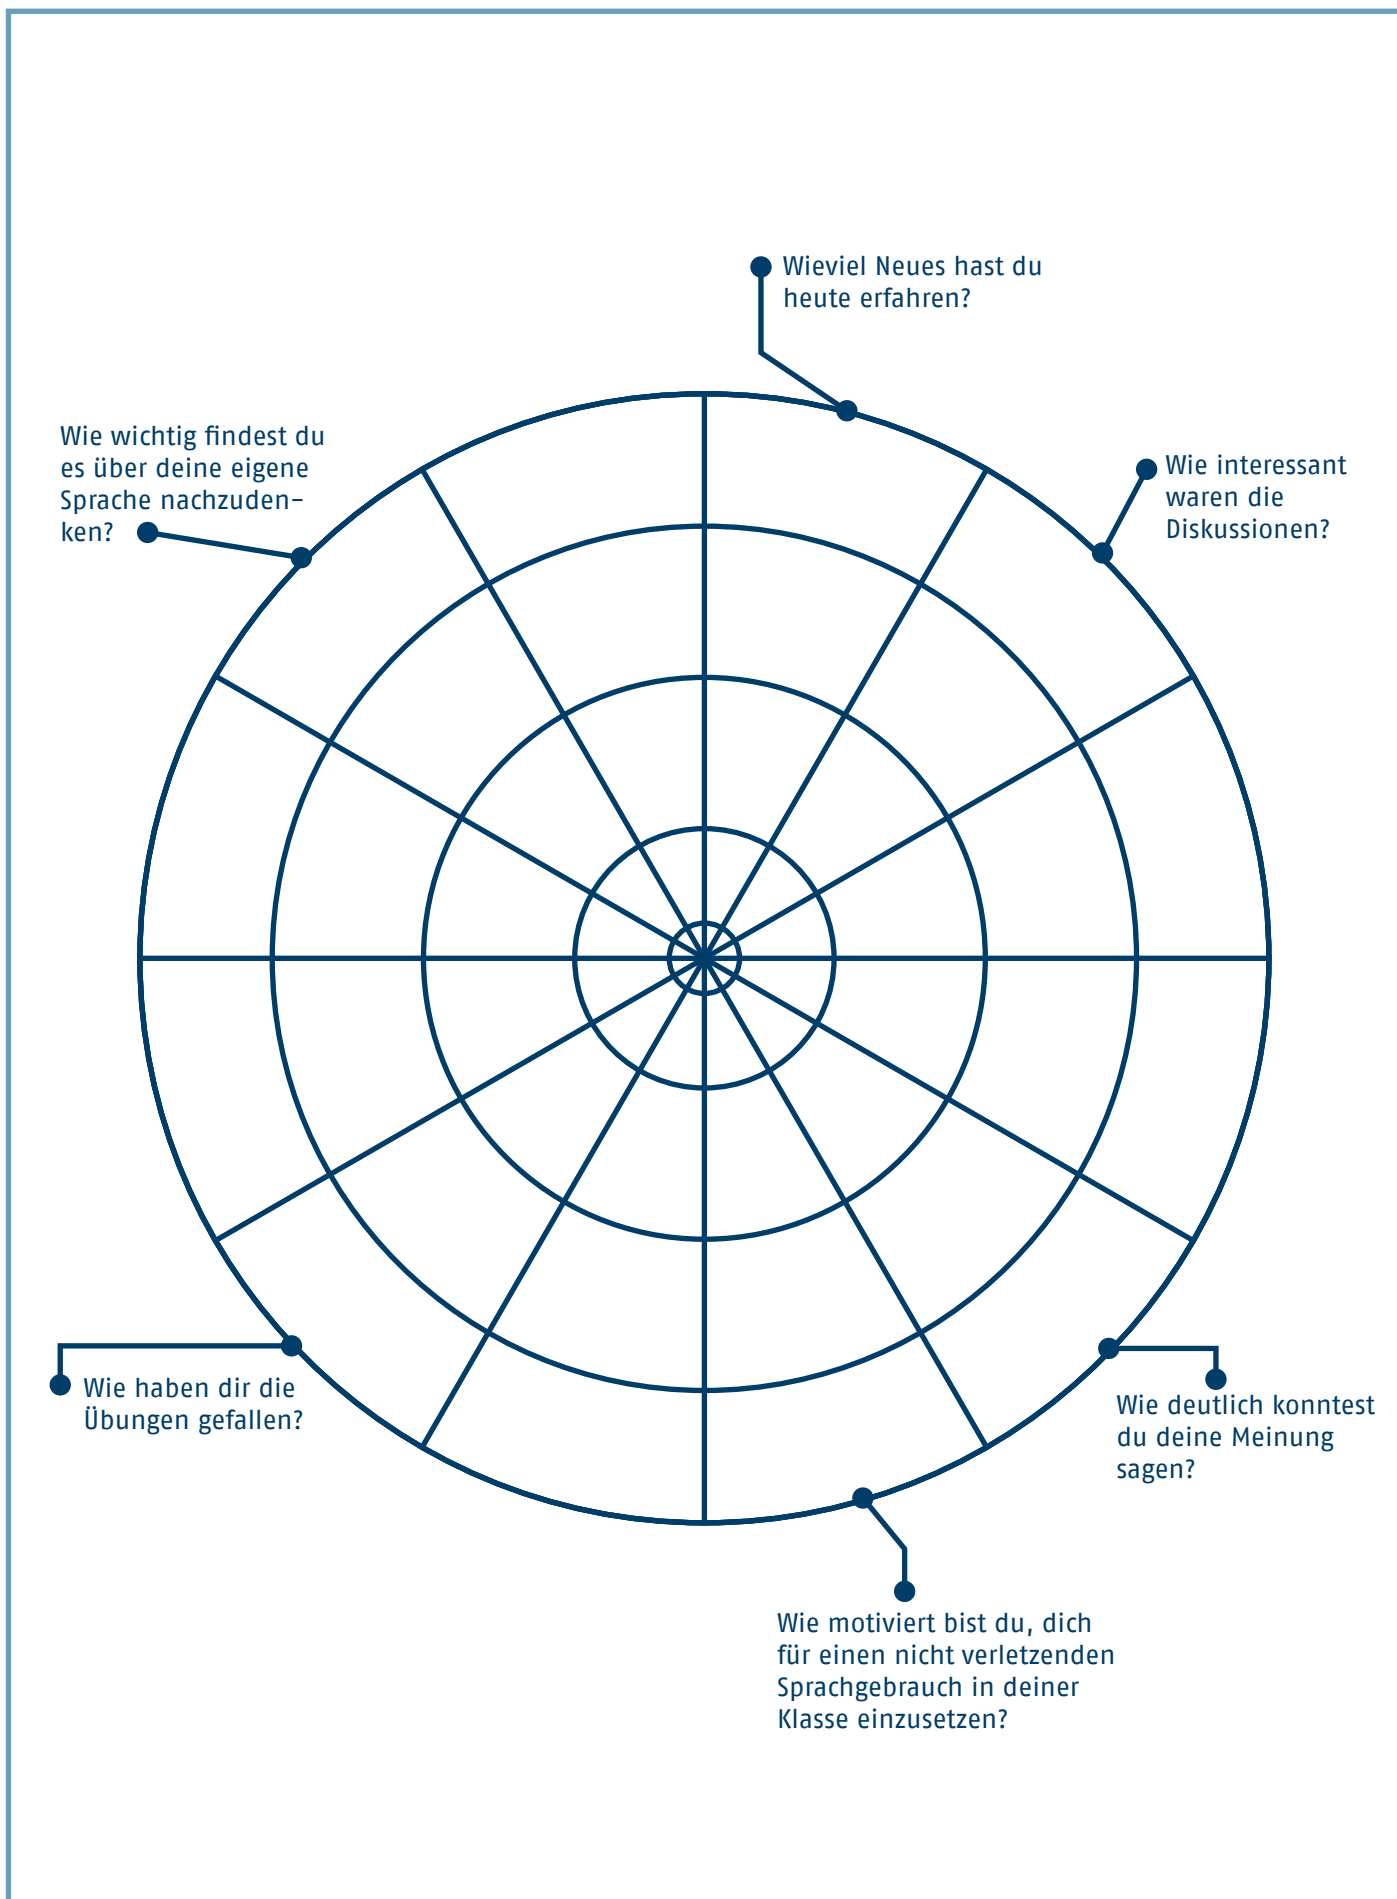 Wieviel Neues hast du
heute erfahren?
Wie wichtig findest du
es über deine eigene
Sprache nachzuden-
ken?
Wie interessant
waren die
Diskussionen?
Wie haben dir die
Übungen gefallen?
Wie deutlich konntest
du deine Meinung
sagen?
Wie motiviert bist du, dich
für einen nicht verletzenden
Sprachgebrauch in deiner
Klasse einzusetzen?